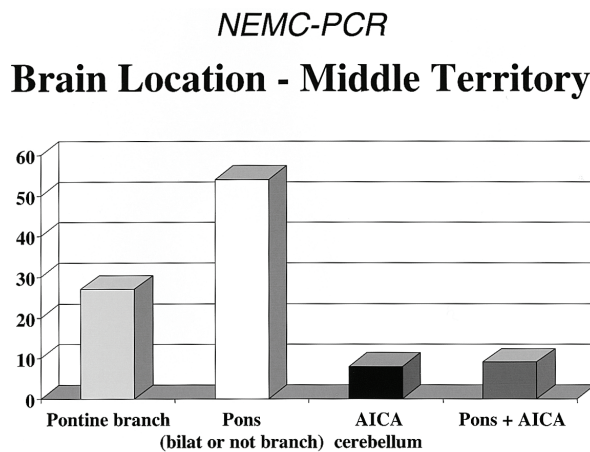 NEMC-PCR
Brain Location - Middle Territory
60
50
40
30
20
10
0
Pontine branch Pons AICA Pons + AICA
(bilat or not branch) cerebellum